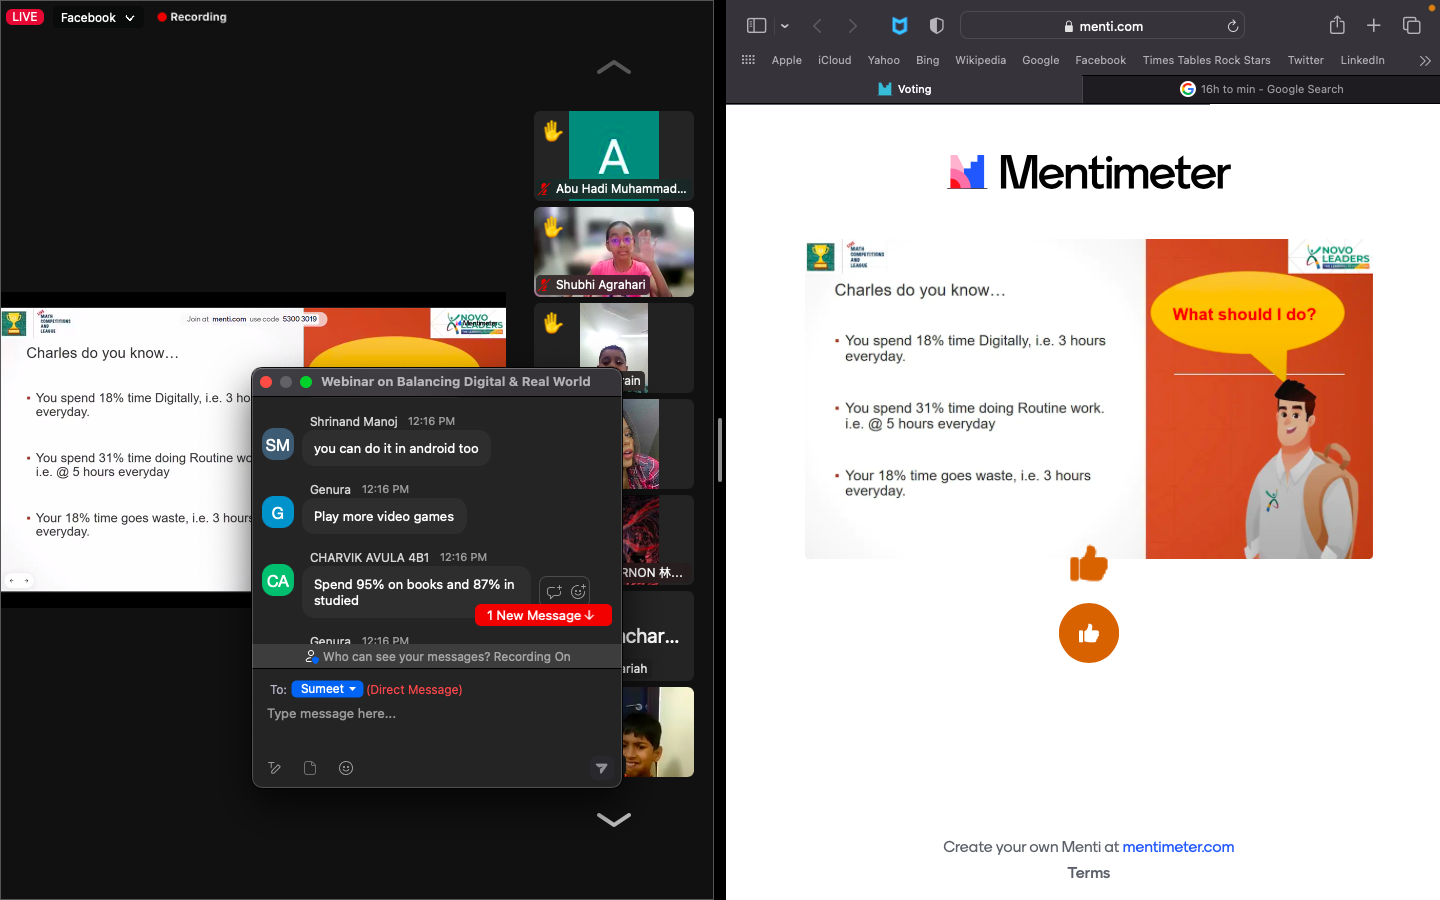 LIVE
Facebook
Recording
A
Abu Hadi Muhammad...
Shubhi Agrahari
MATH
COMPETITIONS
AND
LEAGUE
Join at menti.com use code 5300 3019
NOVO
LEADERS
Mentimeter
Charles do you know...
• You spend 18% time Digitally, i.e. 3 ho
everyday.
• You spend 31% time doing Routine wo
i.e. @ 5 hours everyday
• Your 18% time goes waste, i.e. 3 hours
everyday.
rain
RNON 林...
char...
ariah
Webinar on Balancing Digital & Real World
Shrinand Manoj 12:16 PM
SM
you can do it in android too
Genura 12:16 PM
G
Play more video games
CHARVIK AVULA 4B1 12:16 PM
CA
Spend 95% on books and 87% in
studied
1 New Message
Genura 12:16 PM
Who can see your messages? Recording On
To: Sumeet (Direct Message)
Type message here...
menti.com
Apple iCloud Yahoo Bing Wikipedia Google Facebook Times Tables Rock Stars Twitter LinkedIn
Voting
16h to min - Google Search
Mentimeter
MATH
COMPETITIONS
AND
LEAGUE
NOVO
LEADERS
Charles do you know...
• You spend 18% time Digitally, i.e. 3 hours
everyday.
• You spend 31% time doing Routine work.
i.e. @ 5 hours everyday
• Your 18% time goes waste, i.e. 3 hours
everyday.
What should I do?
Create your own Menti at mentimeter.com
Terms